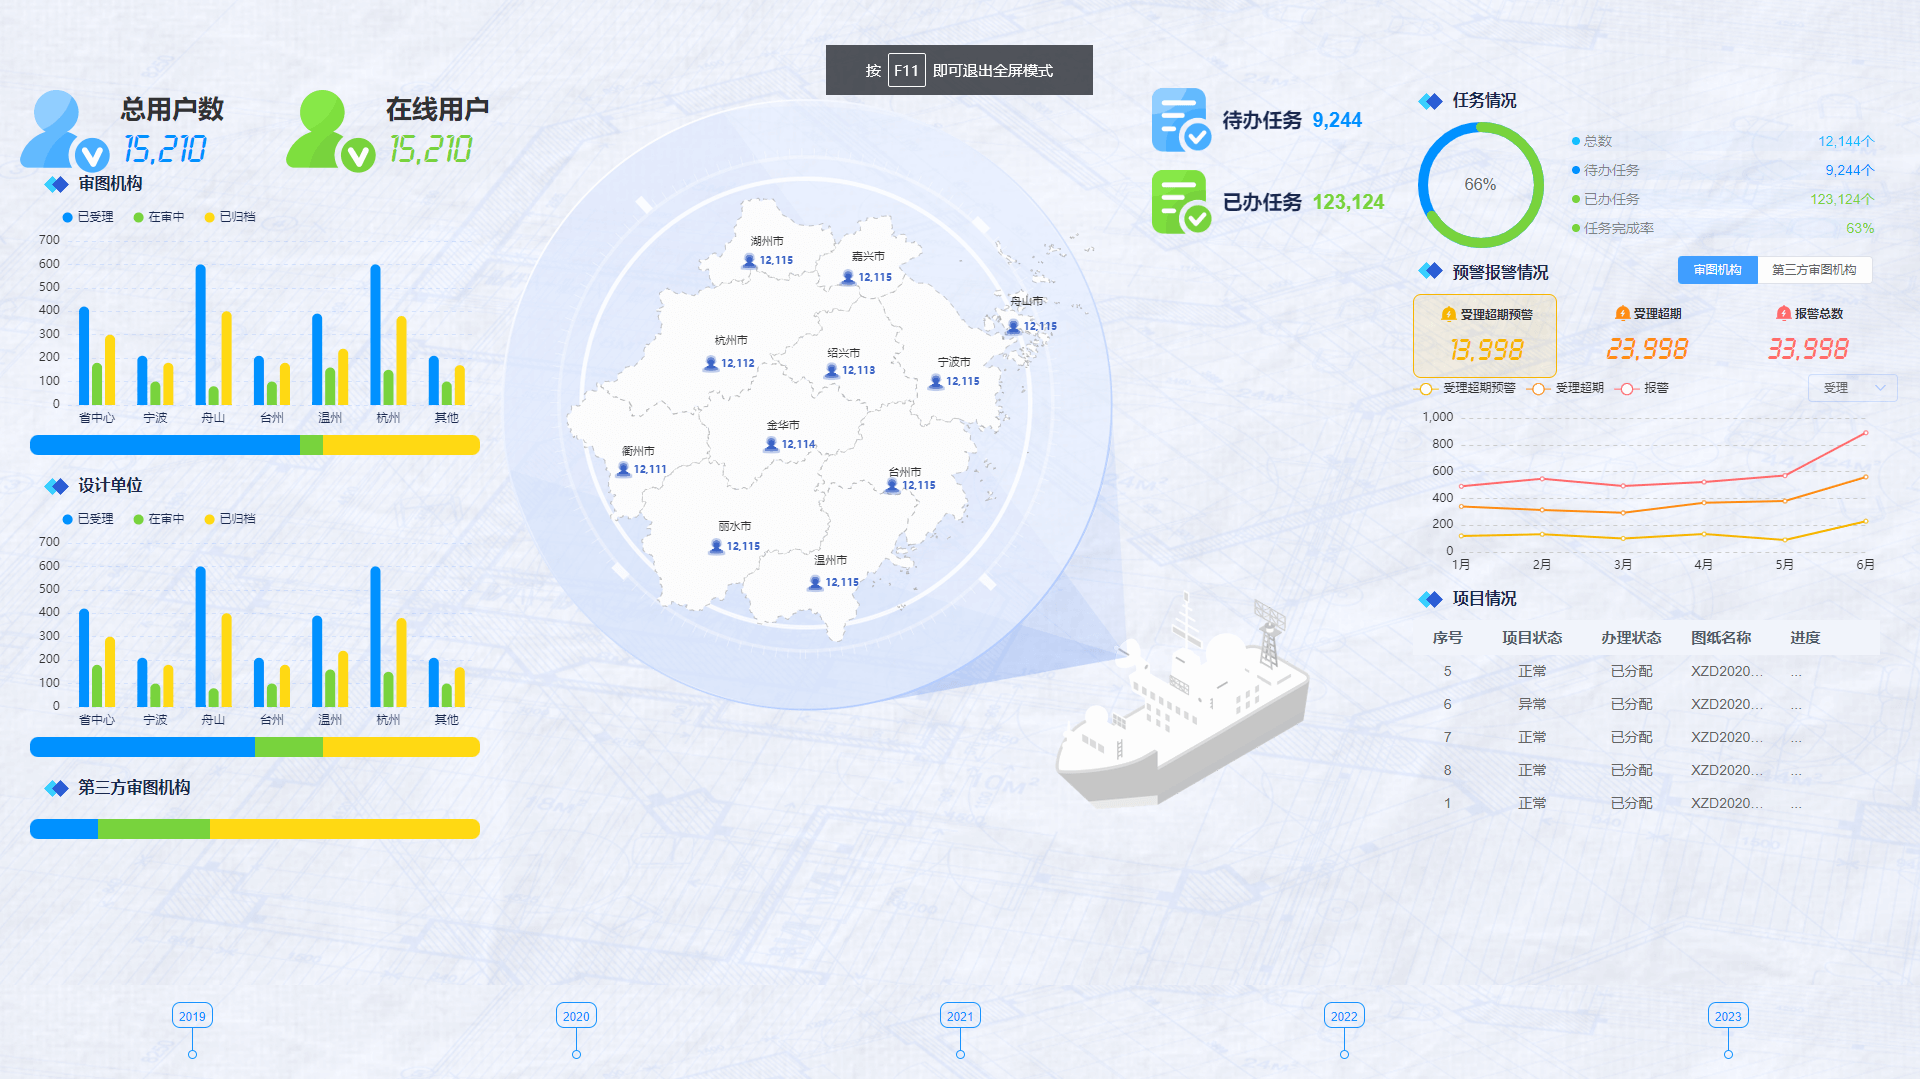 按 F11 即可退出全屏模式
总用户数
15,210
在线用户
15,210
审图机构
已受理 在审中 已归档
700
600
500
400
300
200
100
0
省中心 宁波 舟山 台州 温州 杭州 其他
设计单位
已受理 在审中 已归档
700
600
500
400
300
200
100
0
省中心 宁波 舟山 台州 温州 杭州 其他
第三方审图机构
湖州市
12,115
嘉兴市
12,115
舟山市
12,115
杭州市
12,112
绍兴市
12,113
宁波市
12,115
金华市
12,114
衢州市
12,111
台州市
12,115
丽水市
12,115
温州市
12,115
待办任务 9,244
已办任务 123,124
任务情况
66%
总数 12,144个
待办任务 9,244个
已办任务 123,124个
任务完成率 63%
预警报警情况
审图机构 第三方审图机构
受理超期预警
13,998
受理超期
23,998
报警总数
33,998
受理超期预警 受理超期 报警
受理
1,000
800
600
400
200
0
1月 2月 3月 4月 5月 6月
项目情况
序号 项目状态 办理状态 图纸名称 进度
5 正常 已分配 XZD2020... ...
6 异常 已分配 XZD2020... ...
7 正常 已分配 XZD2020... ...
8 正常 已分配 XZD2020... ...
1 正常 已分配 XZD2020... ...
2019 2020 2021 2022 2023